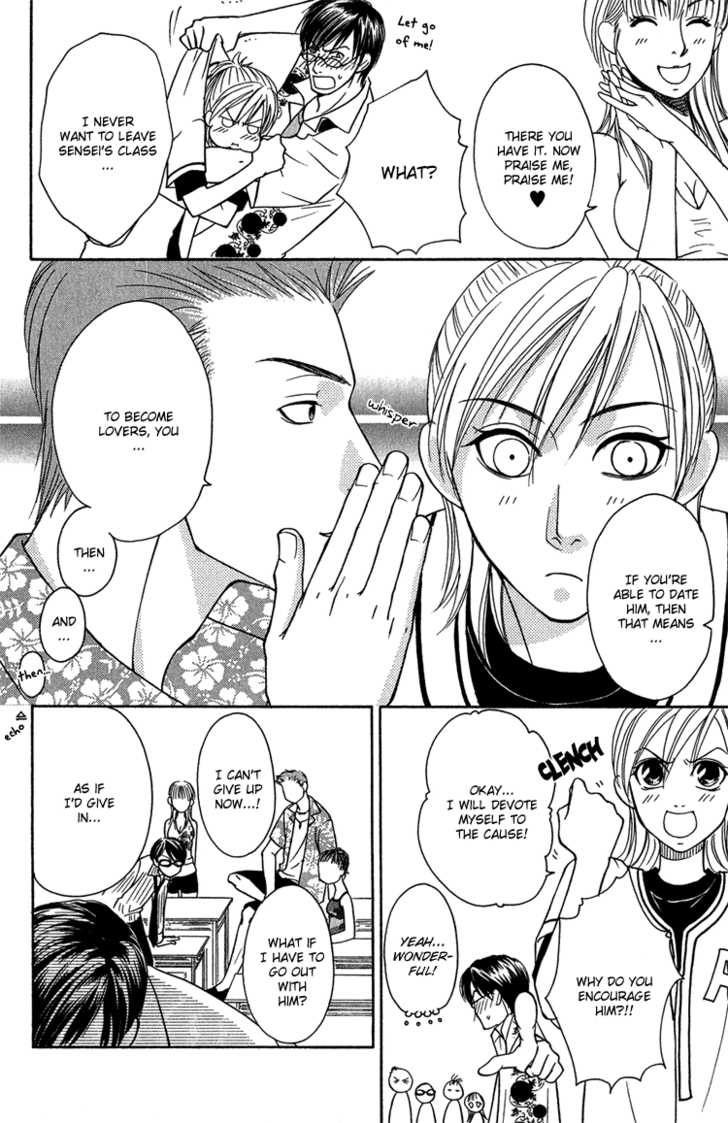 THERE YOU
HAVE IT. NOW
PRAISE ME,
PRAISE ME!
♥
WHAT?
Let go
of me!
I NEVER
WANT TO LEAVE
SENSEI'S CLASS
...
IF YOU'RE
ABLE TO DATE
HIM, THEN
THAT MEANS
...
whisper
TO BECOME
LOVERS, YOU
...
THEN
...
AND
...
then...
echo
CLENCH
OKAY...
I WILL DEVOTE
MYSELF TO
THE CAUSE!
WHY DO YOU
ENCOURAGE
HIM?!!
YEAH...
WONDER-
FUL!
R
I CAN'T
GIVE UP
NOW...!
AS IF
I'D GIVE
IN...
WHAT IF
I HAVE TO
GO OUT
WITH
HIM?